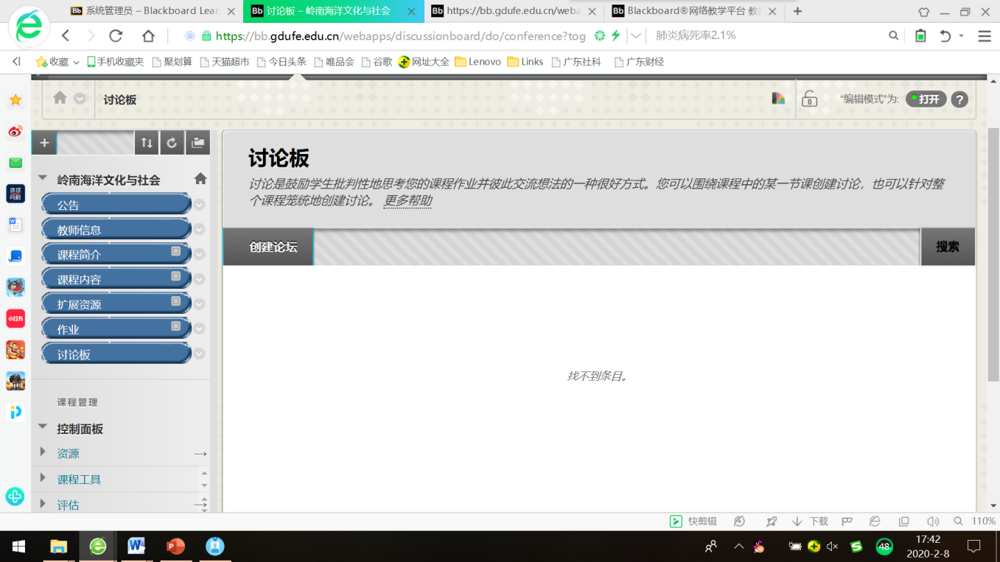 系统管理员 – Blackboard Lear
讨论板 – 岭南海洋文化与社会
https://bb.gdufe.edu.cn/weba
Blackboard®网络教学平台 教
https://bb.gdufe.edu.cn/webapps/discussionboard/do/conference?tog
肺炎病死率2.1%
收藏
手机收藏夹
聚划算
天猫超市
今日头条
唯品会
谷歌
网址大全
Lenovo
Links
广东社科
广东财经
讨论板
0
“编辑模式”为:
打开
?
岭南海洋文化与社会
公告
教师信息
课程简介
课程内容
扩展资源
作业
讨论板
课程管理
控制面板
资源
课程工具
评估
讨论板
讨论是鼓励学生批判性地思考您的课程作业并彼此交流想法的一种很好方式。您可以围绕课程中的某一节课创建讨论，也可以针对整
个课程笼统地创建讨论。 更多帮助
创建论坛
搜索
找不到条目。
环球
网校
小红书
快剪辑
下载
110%
48
17:42
2020-2-8